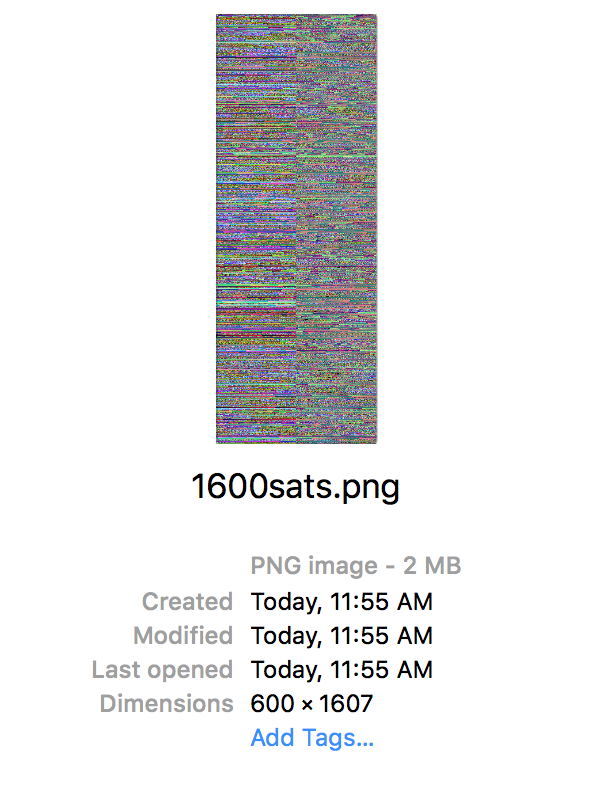 1600sats.png
PNG image - 2 MB
Created Today, 11:55 AM
Modified Today, 11:55 AM
Last opened Today, 11:55 AM
Dimensions 600 × 1607
Add Tags...